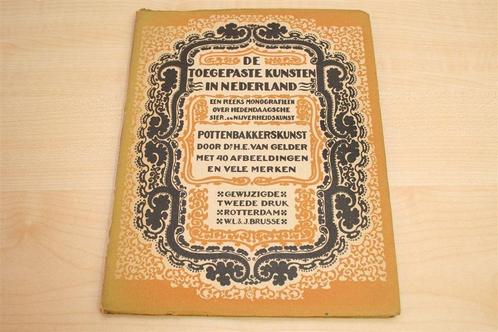 DE
TOEGEPASTE KUNSTEN
IN NEDERLAND
EEN REEKS MONOGRAFIEËN
OVER HEDENDAAGSCHE
SIER- EN NIJVERHEIDSKUNST
POTTENBAKKERSKUNST
DOOR Dr H.E. VAN GELDER
MET 40 AFBEELDINGEN
EN VELE MERKEN
GEWIJZIGDE
TWEEDE DRUK
ROTTERDAM
W.L. & J. BRUSSE